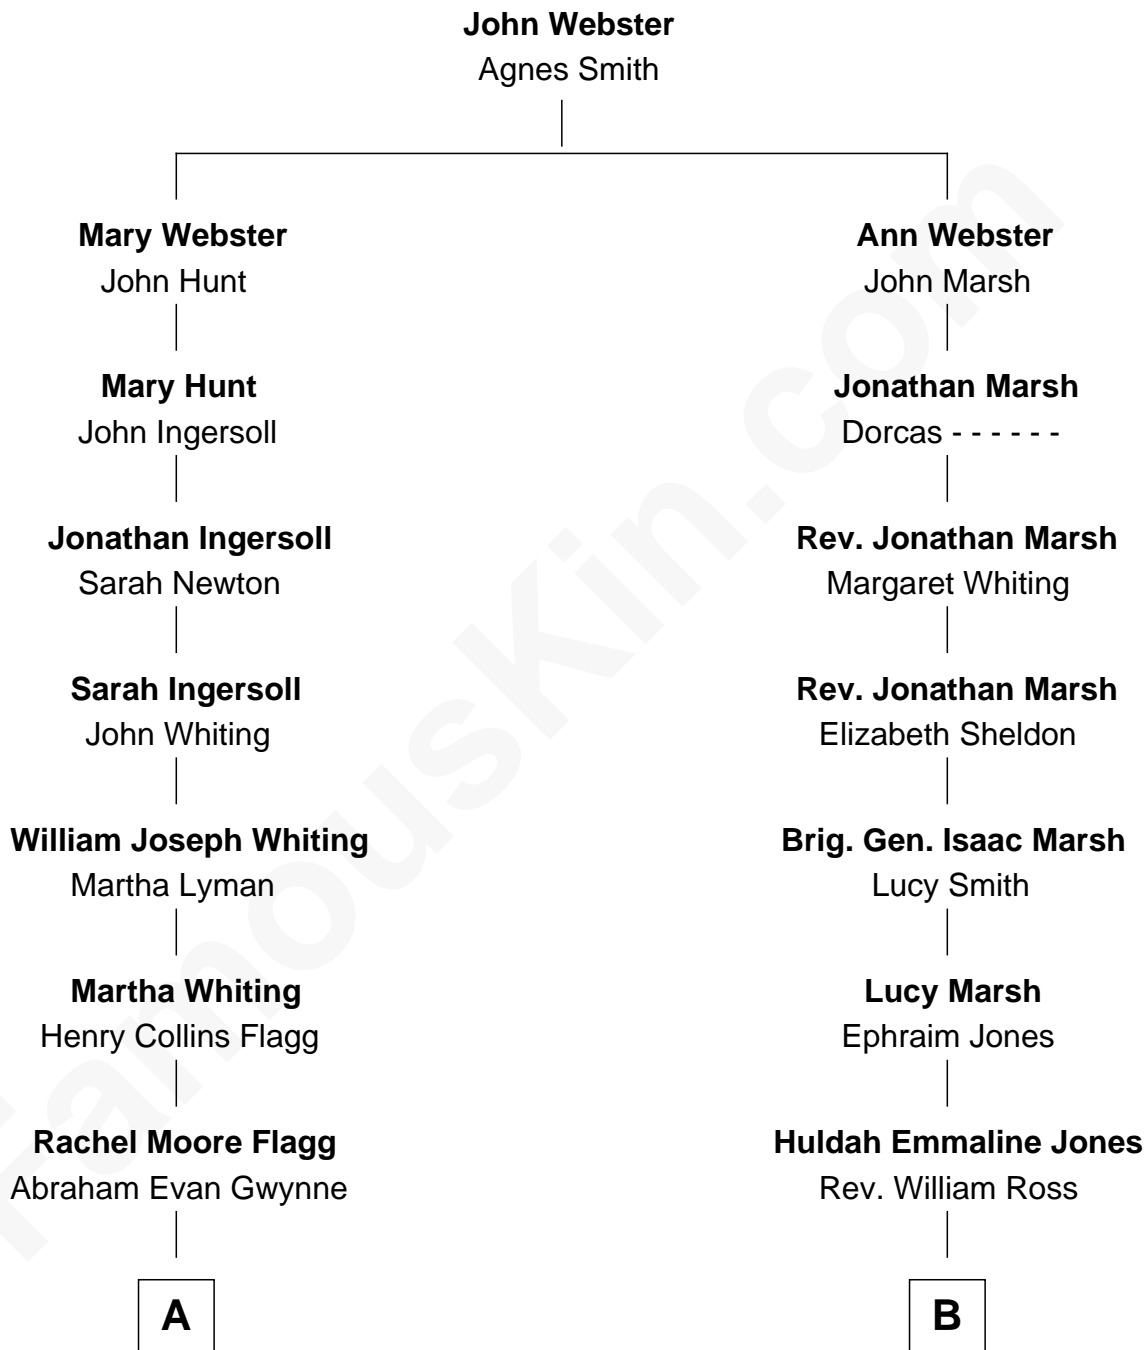 John Webster
Agnes Smith
Mary Webster
John Hunt
Ann Webster
John Marsh
Mary Hunt
John Ingersoll
Jonathan Marsh
Dorcas - - - - - -
Jonathan Ingersoll
Sarah Newton
Rev. Jonathan Marsh
Margaret Whiting
Sarah Ingersoll
John Whiting
Rev. Jonathan Marsh
Elizabeth Sheldon
William Joseph Whiting
Martha Lyman
Brig. Gen. Isaac Marsh
Lucy Smith
Martha Whiting
Henry Collins Flagg
Lucy Marsh
Ephraim Jones
Rachel Moore Flagg
Abraham Evan Gwynne
Huldah Emmaline Jones
Rev. William Ross
A
B
FamousKin.com